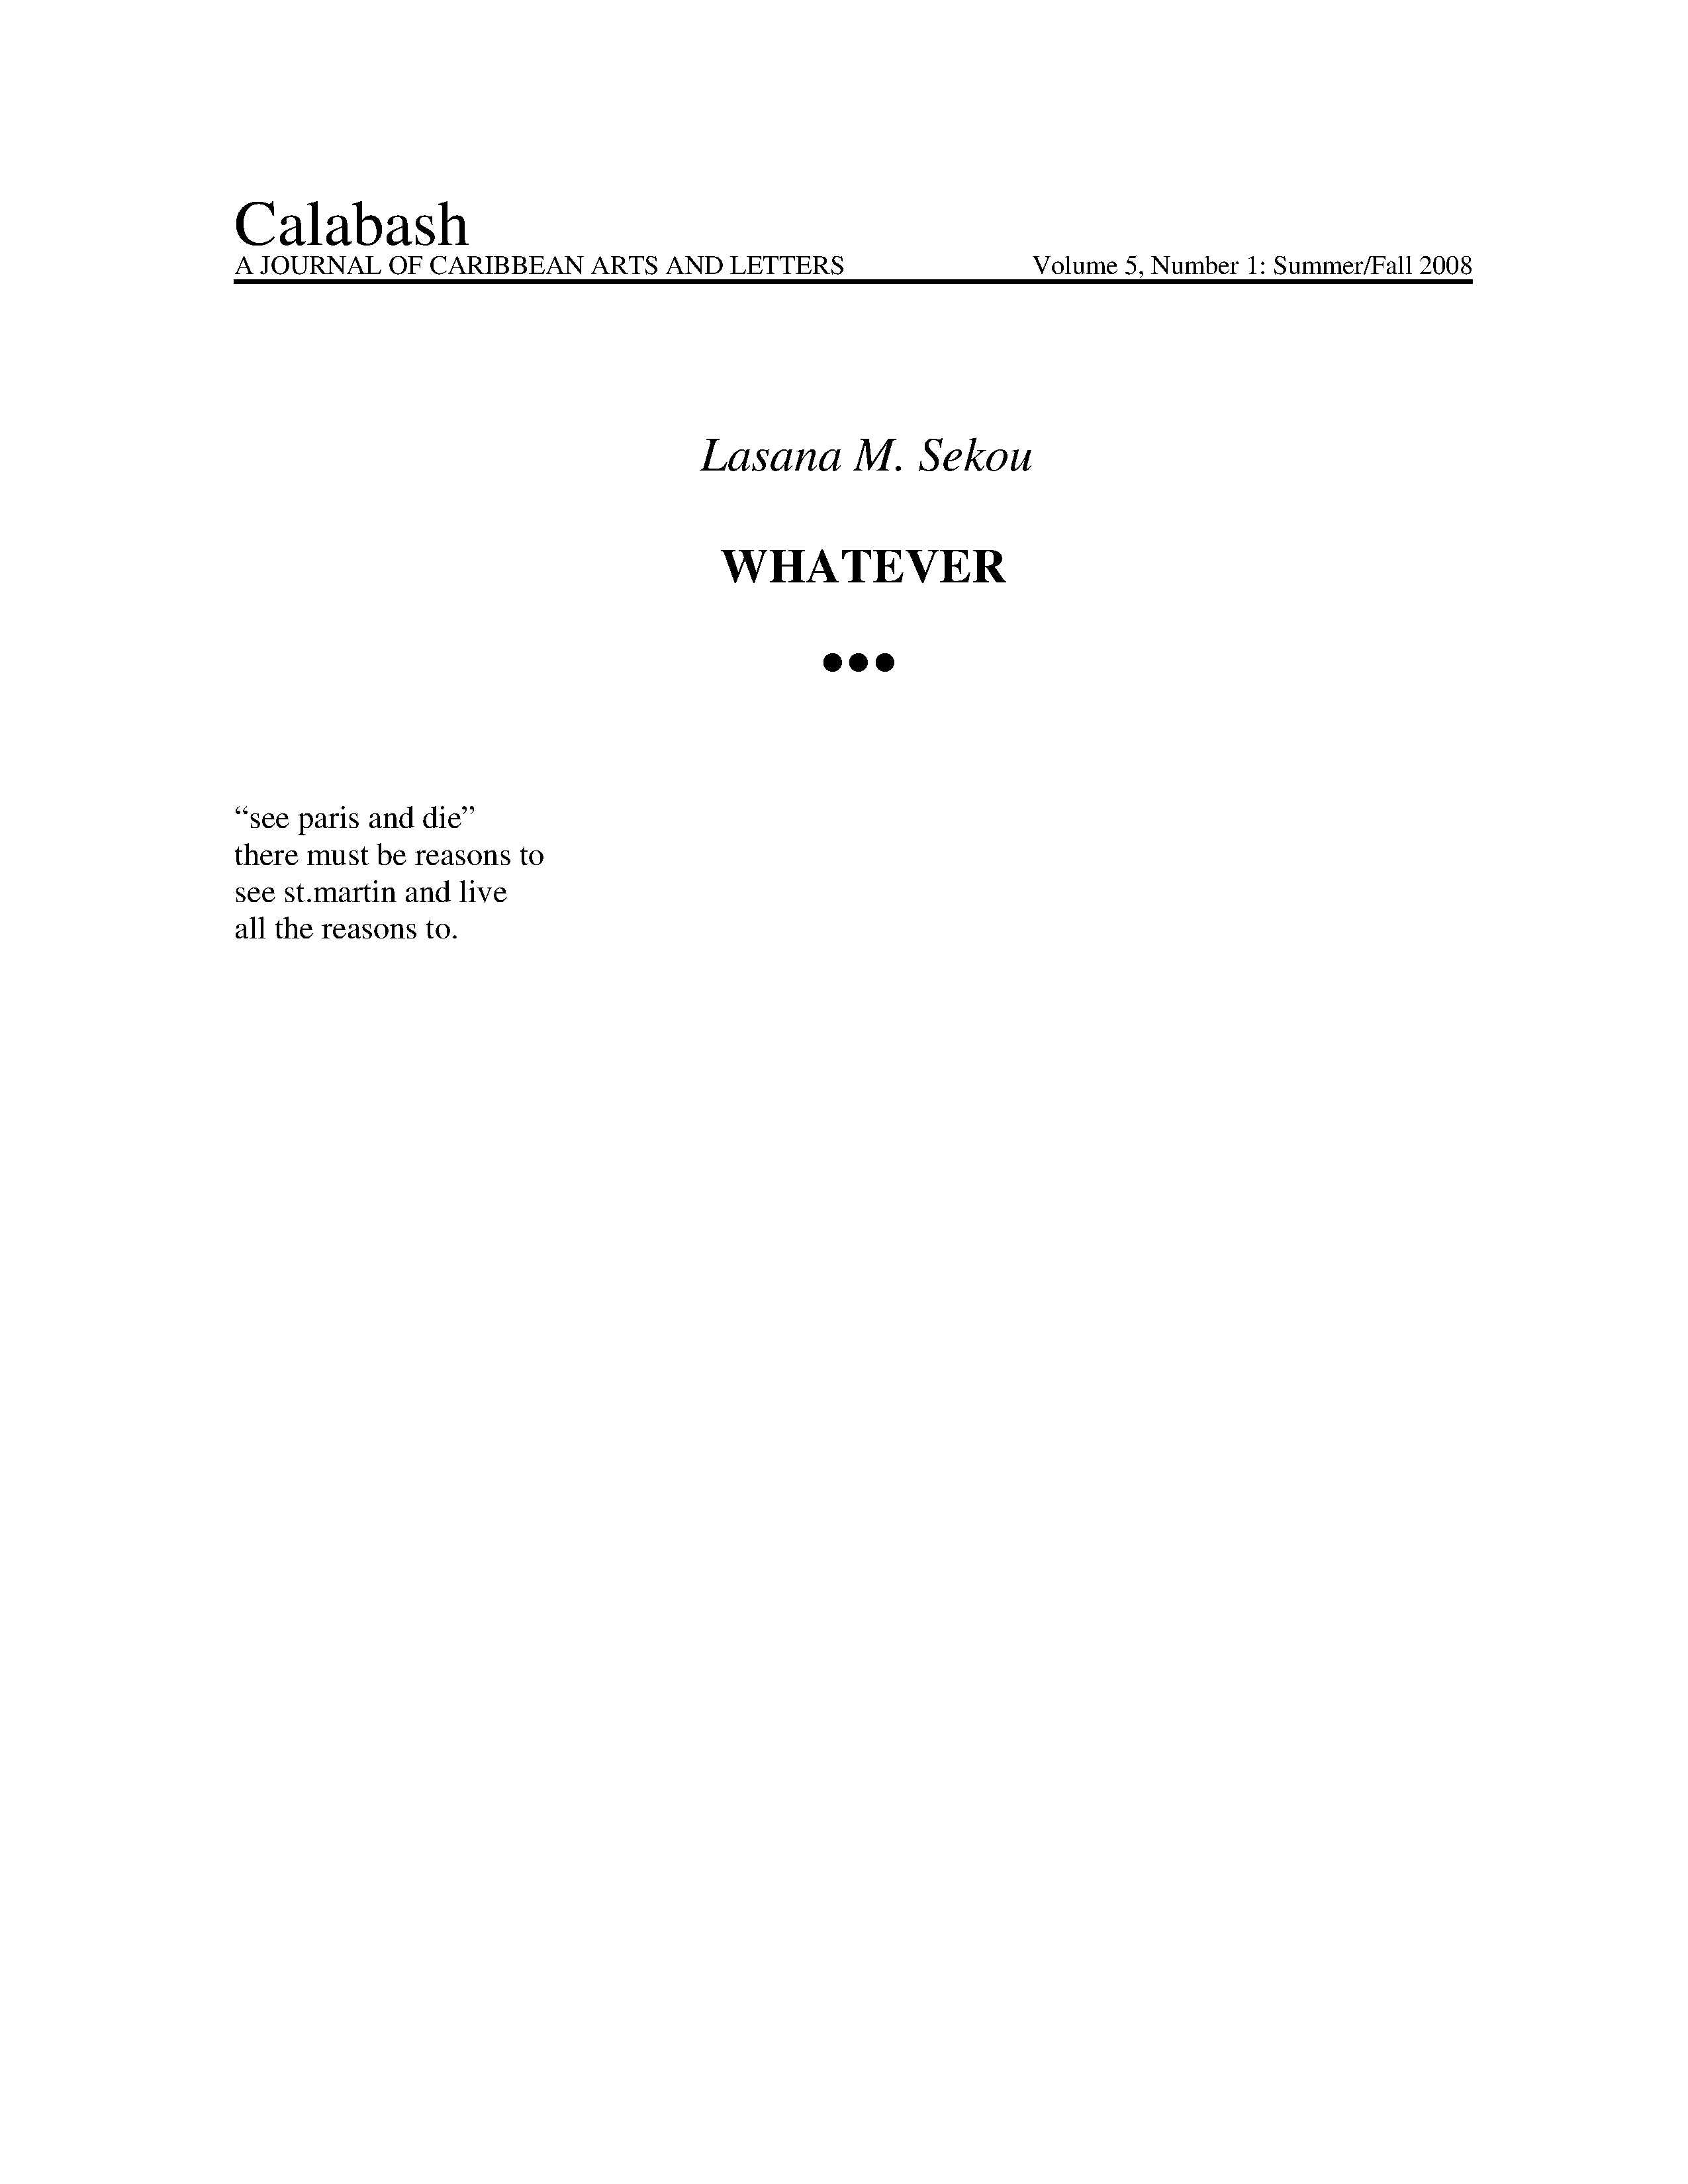 Calabash
A JOURNAL OF CARIBBEAN ARTS AND LETTERS Volume 5, Number 1: Summer/Fall 2008
Lasana M. Sekou
WHATEVER
●●●
“see paris and die”
there must be reasons to
see st.martin and live
all the reasons to.